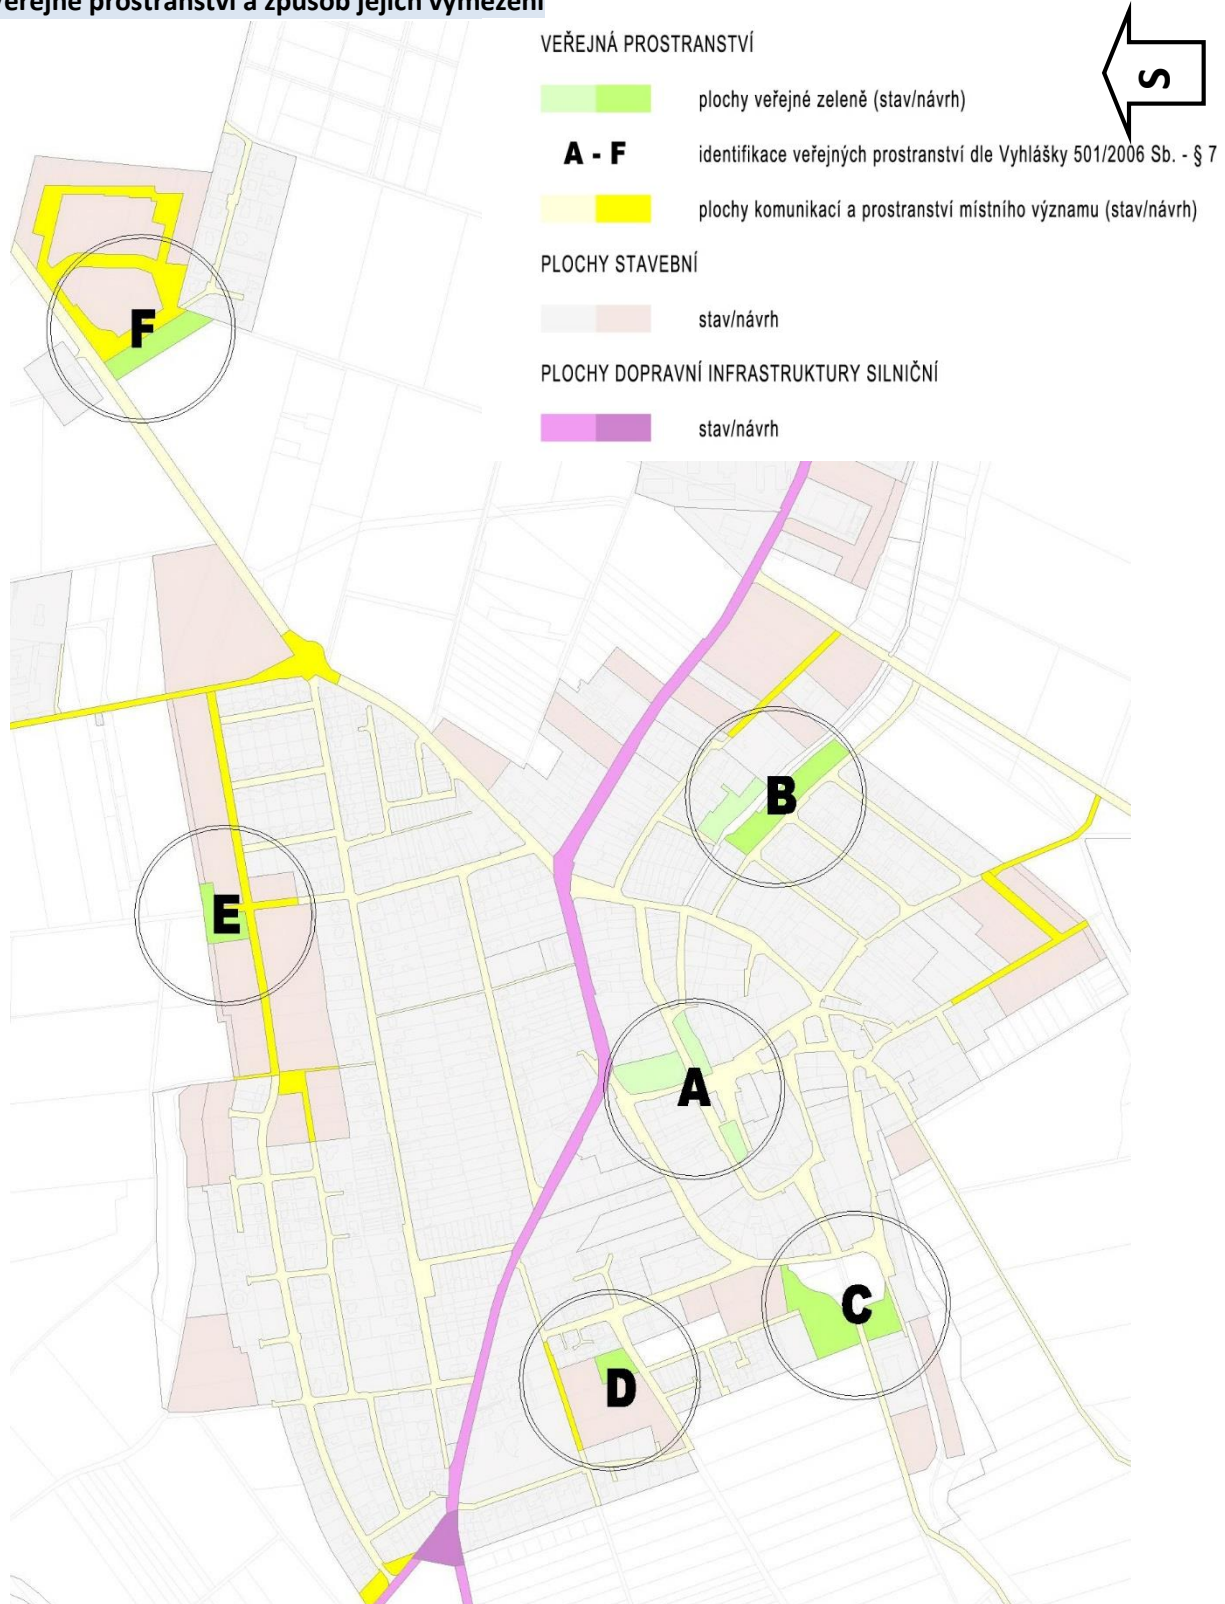 veřejné prostranství a způsob jejich vymezení
VEŘEJNÁ PROSTRANSTVÍ
S
plochy veřejné zeleně (stav/návrh)
A - F identifikace veřejných prostranství dle Vyhlášky 501/2006 Sb. - § 7
plochy komunikací a prostranství místního významu (stav/návrh)
PLOCHY STAVEBNÍ
stav/návrh
PLOCHY DOPRAVNÍ INFRASTRUKTURY SILNIČNÍ
stav/návrh
F
B
E
A
C
D